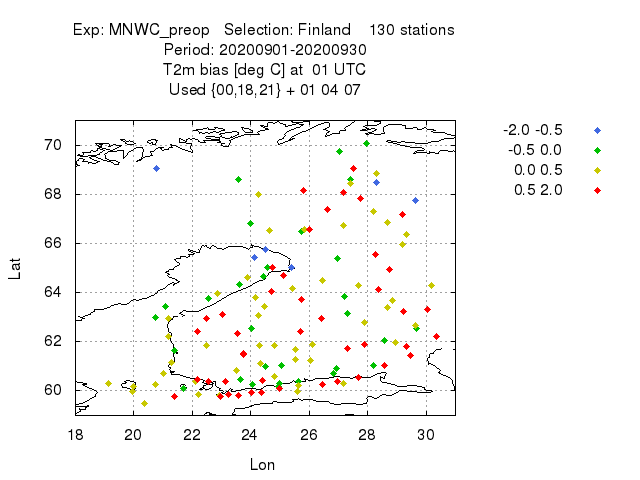 Exp: MNWC_preop Selection: Finland 130 stations
Period: 20200901-20200930
T2m bias [deg C] at 01 UTC
Used {00,18,21} + 01 04 07
-2.0 -0.5
-0.5 0.0
0.0 0.5
0.5 2.0
70
68
66
64
62
60
Lat
18 20 22 24 26 28 30
Lon